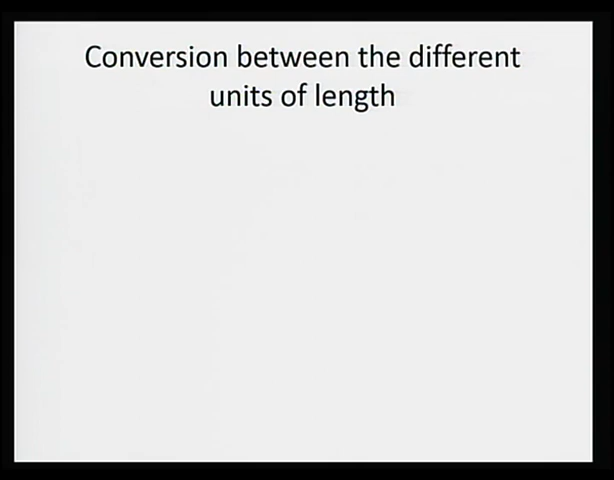 Conversion between the different
units of length